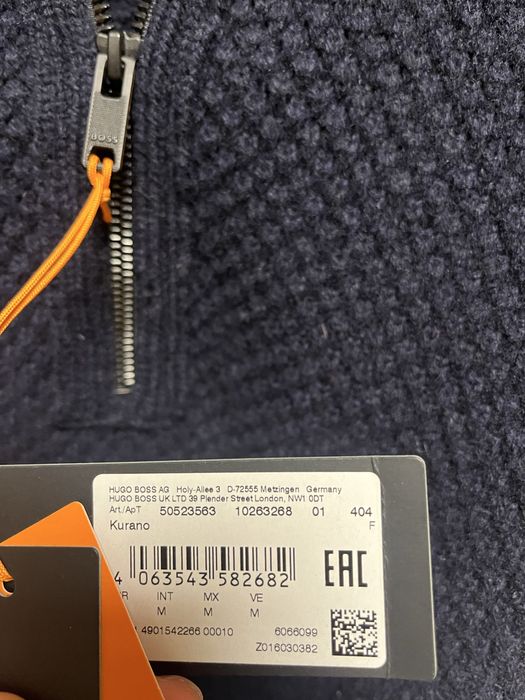 BOSS
HUGO BOSS AG Holy-Allee 3 D-72555 Metzingen Germany
HUGO BOSS UK LTD 39 Plender Street London, NW1 0DT
Art./ApT 50523563 10263268 01 404
Kurano F
4 063543 582682
EAC
R INT MX VE
M M M
4901542266 00010 6066099
Z016030382